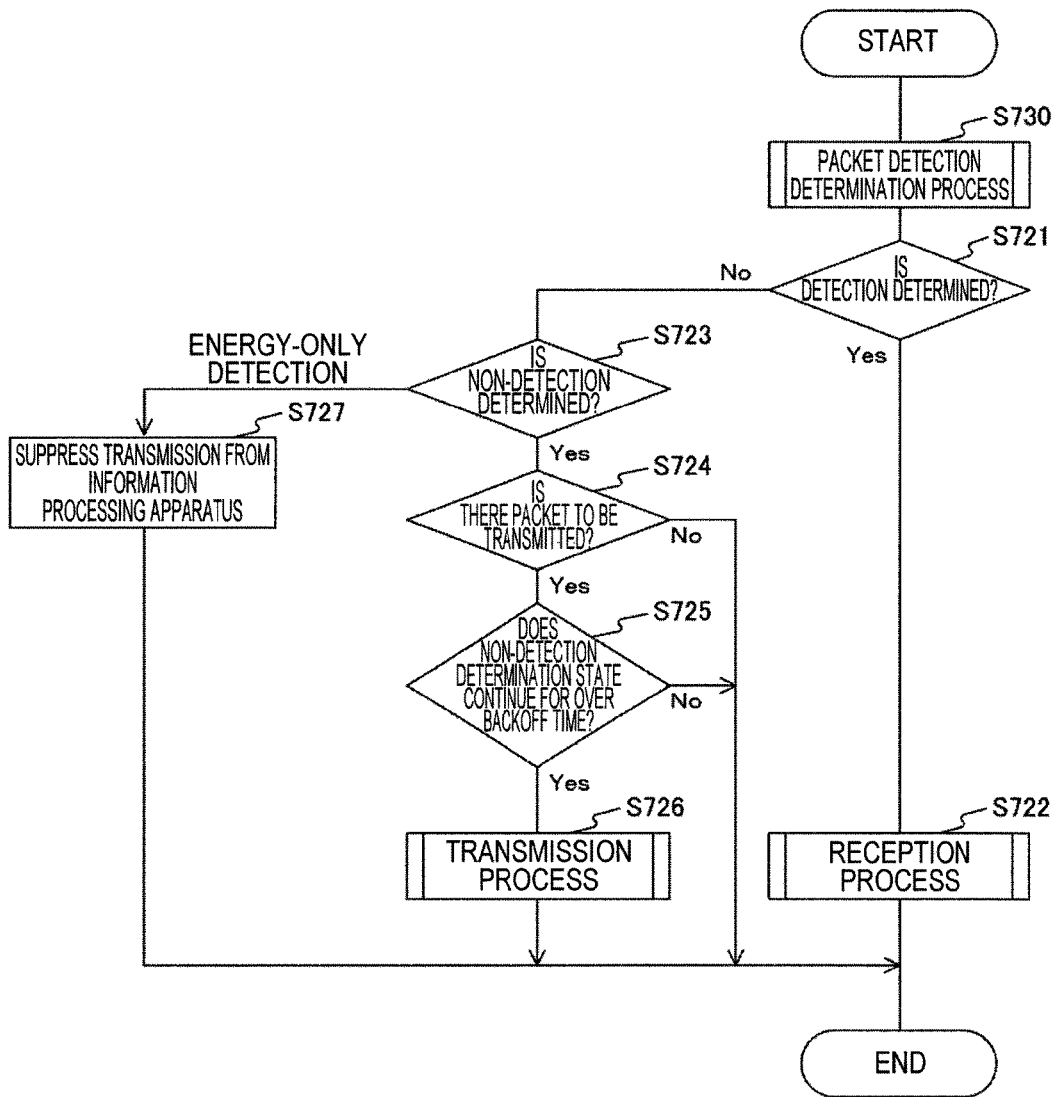 START
S730
PACKET DETECTION
DETERMINATION PROCESS
S721
IS
DETECTION DETERMINED?
No
Yes
S723
IS
NON-DETECTION
DETERMINED?
ENERGY-ONLY
DETECTION
Yes
S727
SUPPRESS TRANSMISSION FROM
INFORMATION
PROCESSING APPARATUS
S724
IS
THERE PACKET TO BE
TRANSMITTED?
No
Yes
S725
DOES
NON-DETECTION
DETERMINATION STATE
CONTINUE FOR OVER
BACKOFF TIME?
No
Yes
S726
TRANSMISSION
PROCESS
S722
RECEPTION
PROCESS
END